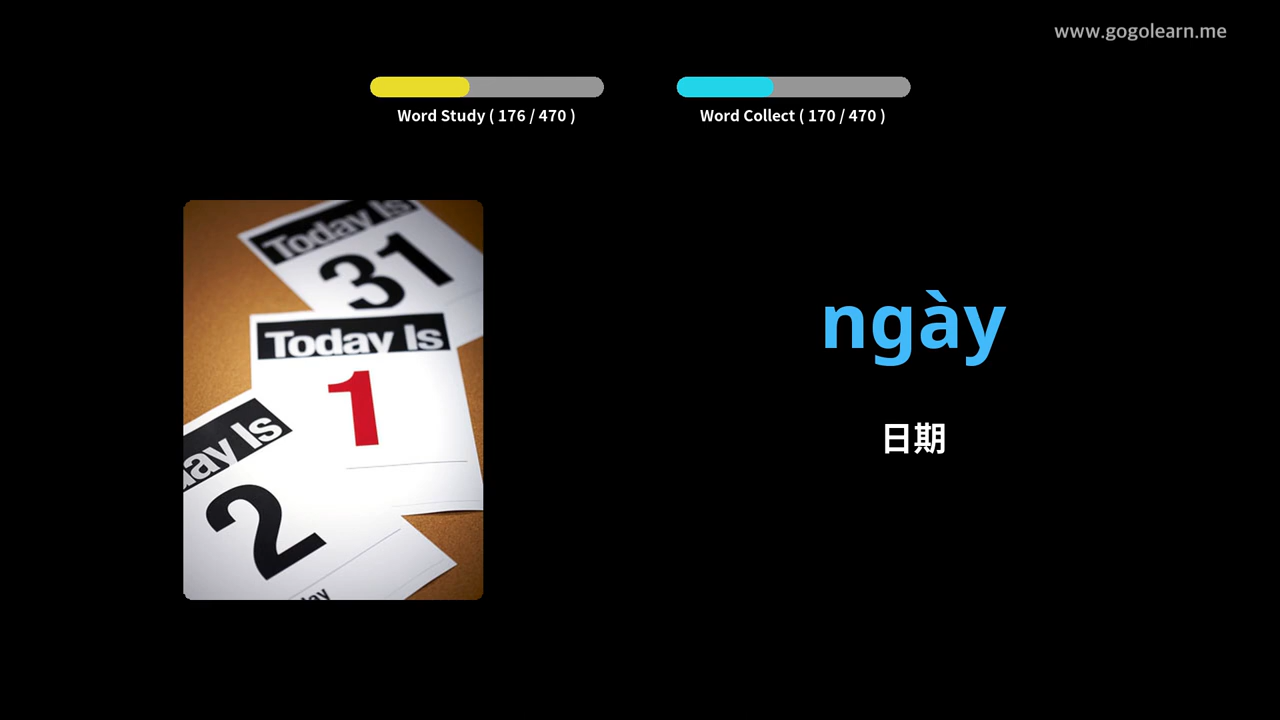 www.gogolearn.me
Word Study ( 176 / 470 )
Word Collect ( 170 / 470 )
Today Is
31
Today Is
1
ay Is
2
ngày
日期